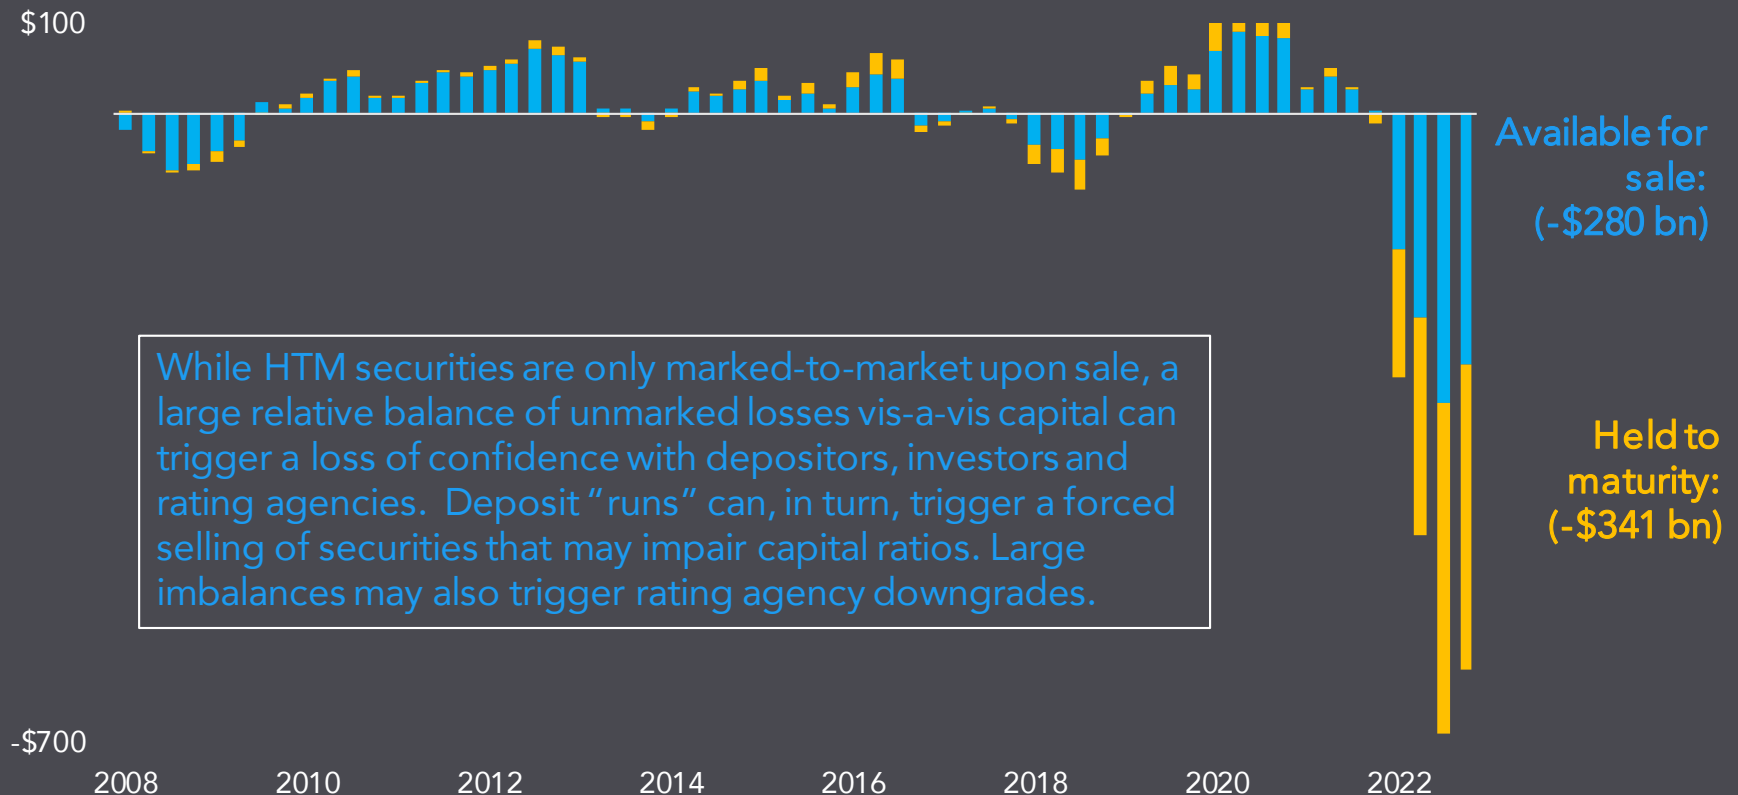 $100
Available for
sale:
(-$280 bn)
While HTM securities are only marked-to-market upon sale, a
large relative balance of unmarked losses vis-a-vis capital can
trigger a loss of confidence with depositors, investors and
rating agencies. Deposit “runs” can, in turn, trigger a forced
selling of securities that may impair capital ratios. Large
imbalances may also trigger rating agency downgrades.
Held to
maturity:
(-$341 bn)
-$700
2008 2010 2012 2014 2016 2018 2020 2022